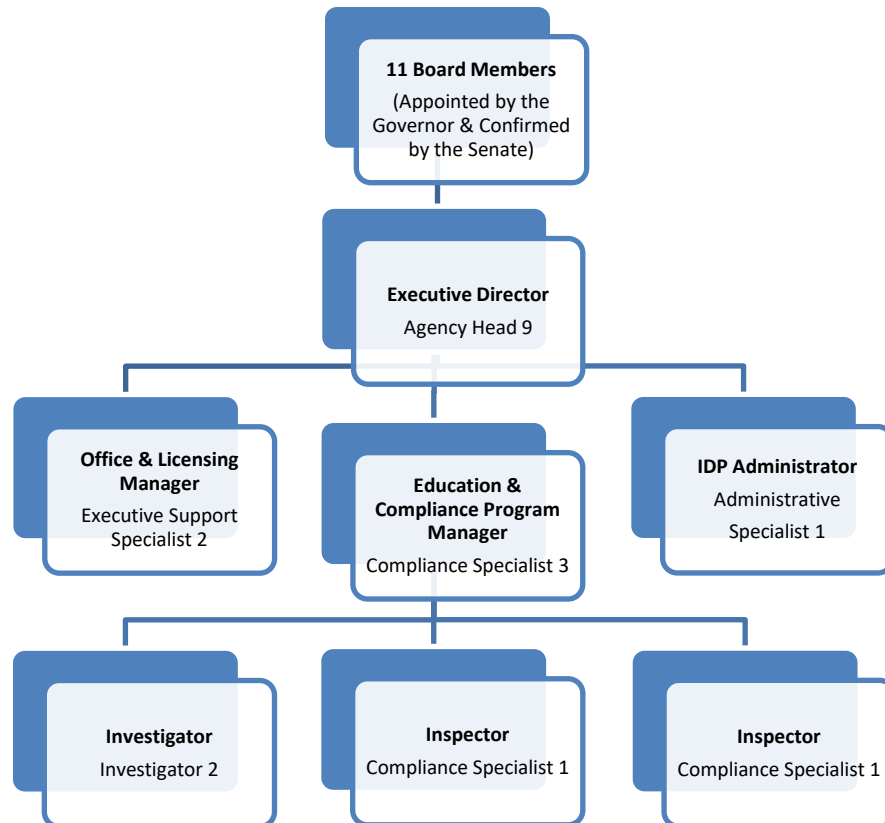 11 Board Members
(Appointed by the
Governor & Confirmed
by the Senate)
Executive Director
Agency Head 9
Office & Licensing
Manager
Executive Support
Specialist 2
Education &
Compliance Program
Manager
Compliance Specialist 3
IDP Administrator
Administrative
Specialist 1
Investigator
Investigator 2
Inspector
Compliance Specialist 1
Inspector
Compliance Specialist 1